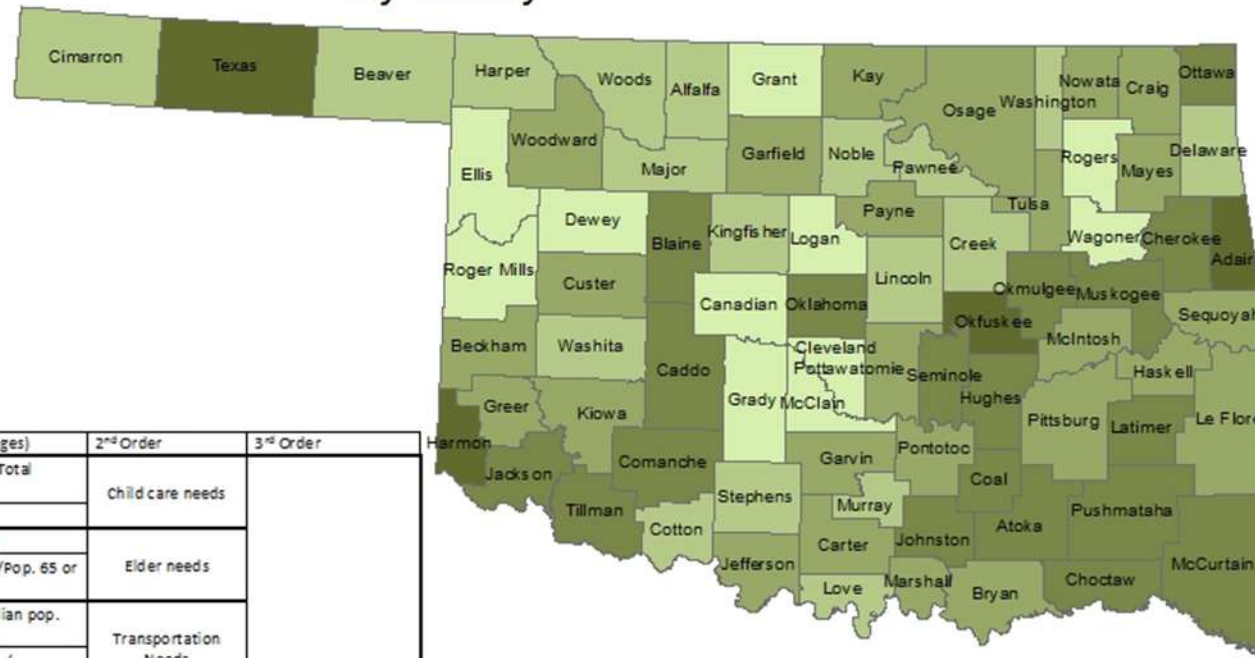 Cimarron
Texas
Beaver
Harper
Woods
Alfalfa
Grant
Kay
Osage
Washington
Nowata
Craig
Ottawa
Ellis
Woodward
Major
Garfield
Noble
Pawnee
Rogers
Mayes
Delaware
Dewey
Blaine
Kingfisher
Logan
Payne
Creek
Tulsa
Wagoner
Cherokee
Adair
Roger Mills
Custer
Canadian
Oklahoma
Lincoln
Okmulgee
Muskogee
Okfuskee
Sequoyah
Beckham
Washita
Caddo
Cleveland
Pottawatomie
Seminole
McIntosh
Haskell
Grady
McClain
Hughes
Pittsburg
Latimer
Le Flor
Harmon
Greer
Kiowa
Jackson
Comanche
Garvin
Pontotoc
Tillman
Stephens
Murray
Coal
Cotton
Carter
Johnston
Atoka
Pushmataha
Jefferson
Love
Marshall
Bryan
Choctaw
McCurtain
ges) 2nd Order 3rd Order
Total
Child care needs
/Pop. 65 or
Elder needs
ian pop.
Transportation